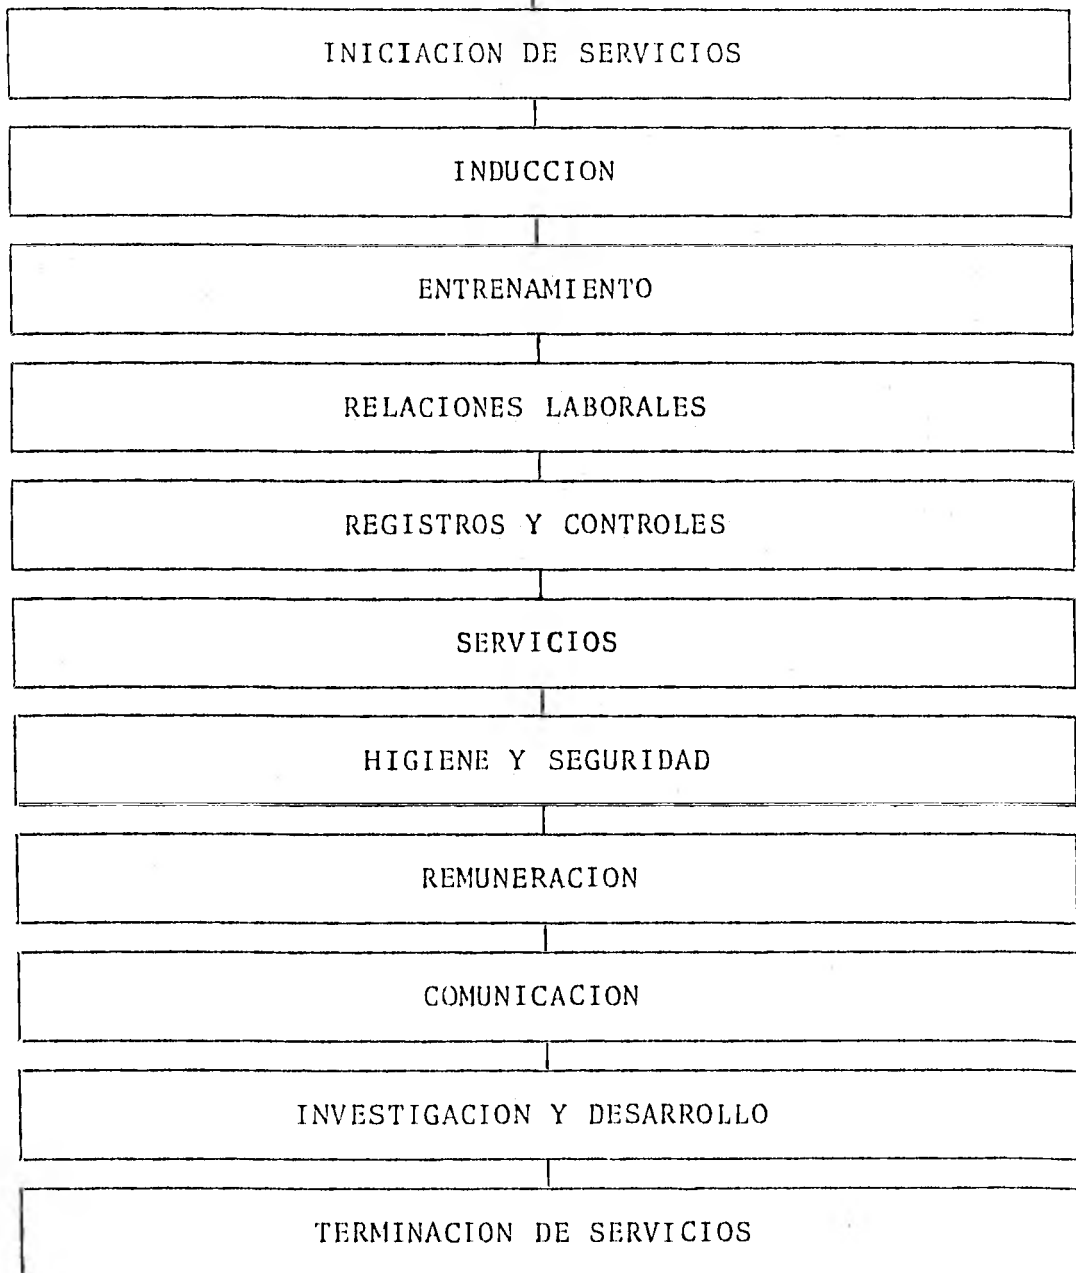 INICIACION DE SERVICIOS
INDUCCION
ENTRENAMIENTO
RELACIONES LABORALES
REGISTROS Y CONTROLES
SERVICIOS
HIGIENE Y SEGURIDAD
REMUNERACION
COMUNICACION
INVESTIGACION Y DESARROLLO
TERMINACION DE SERVICIOS